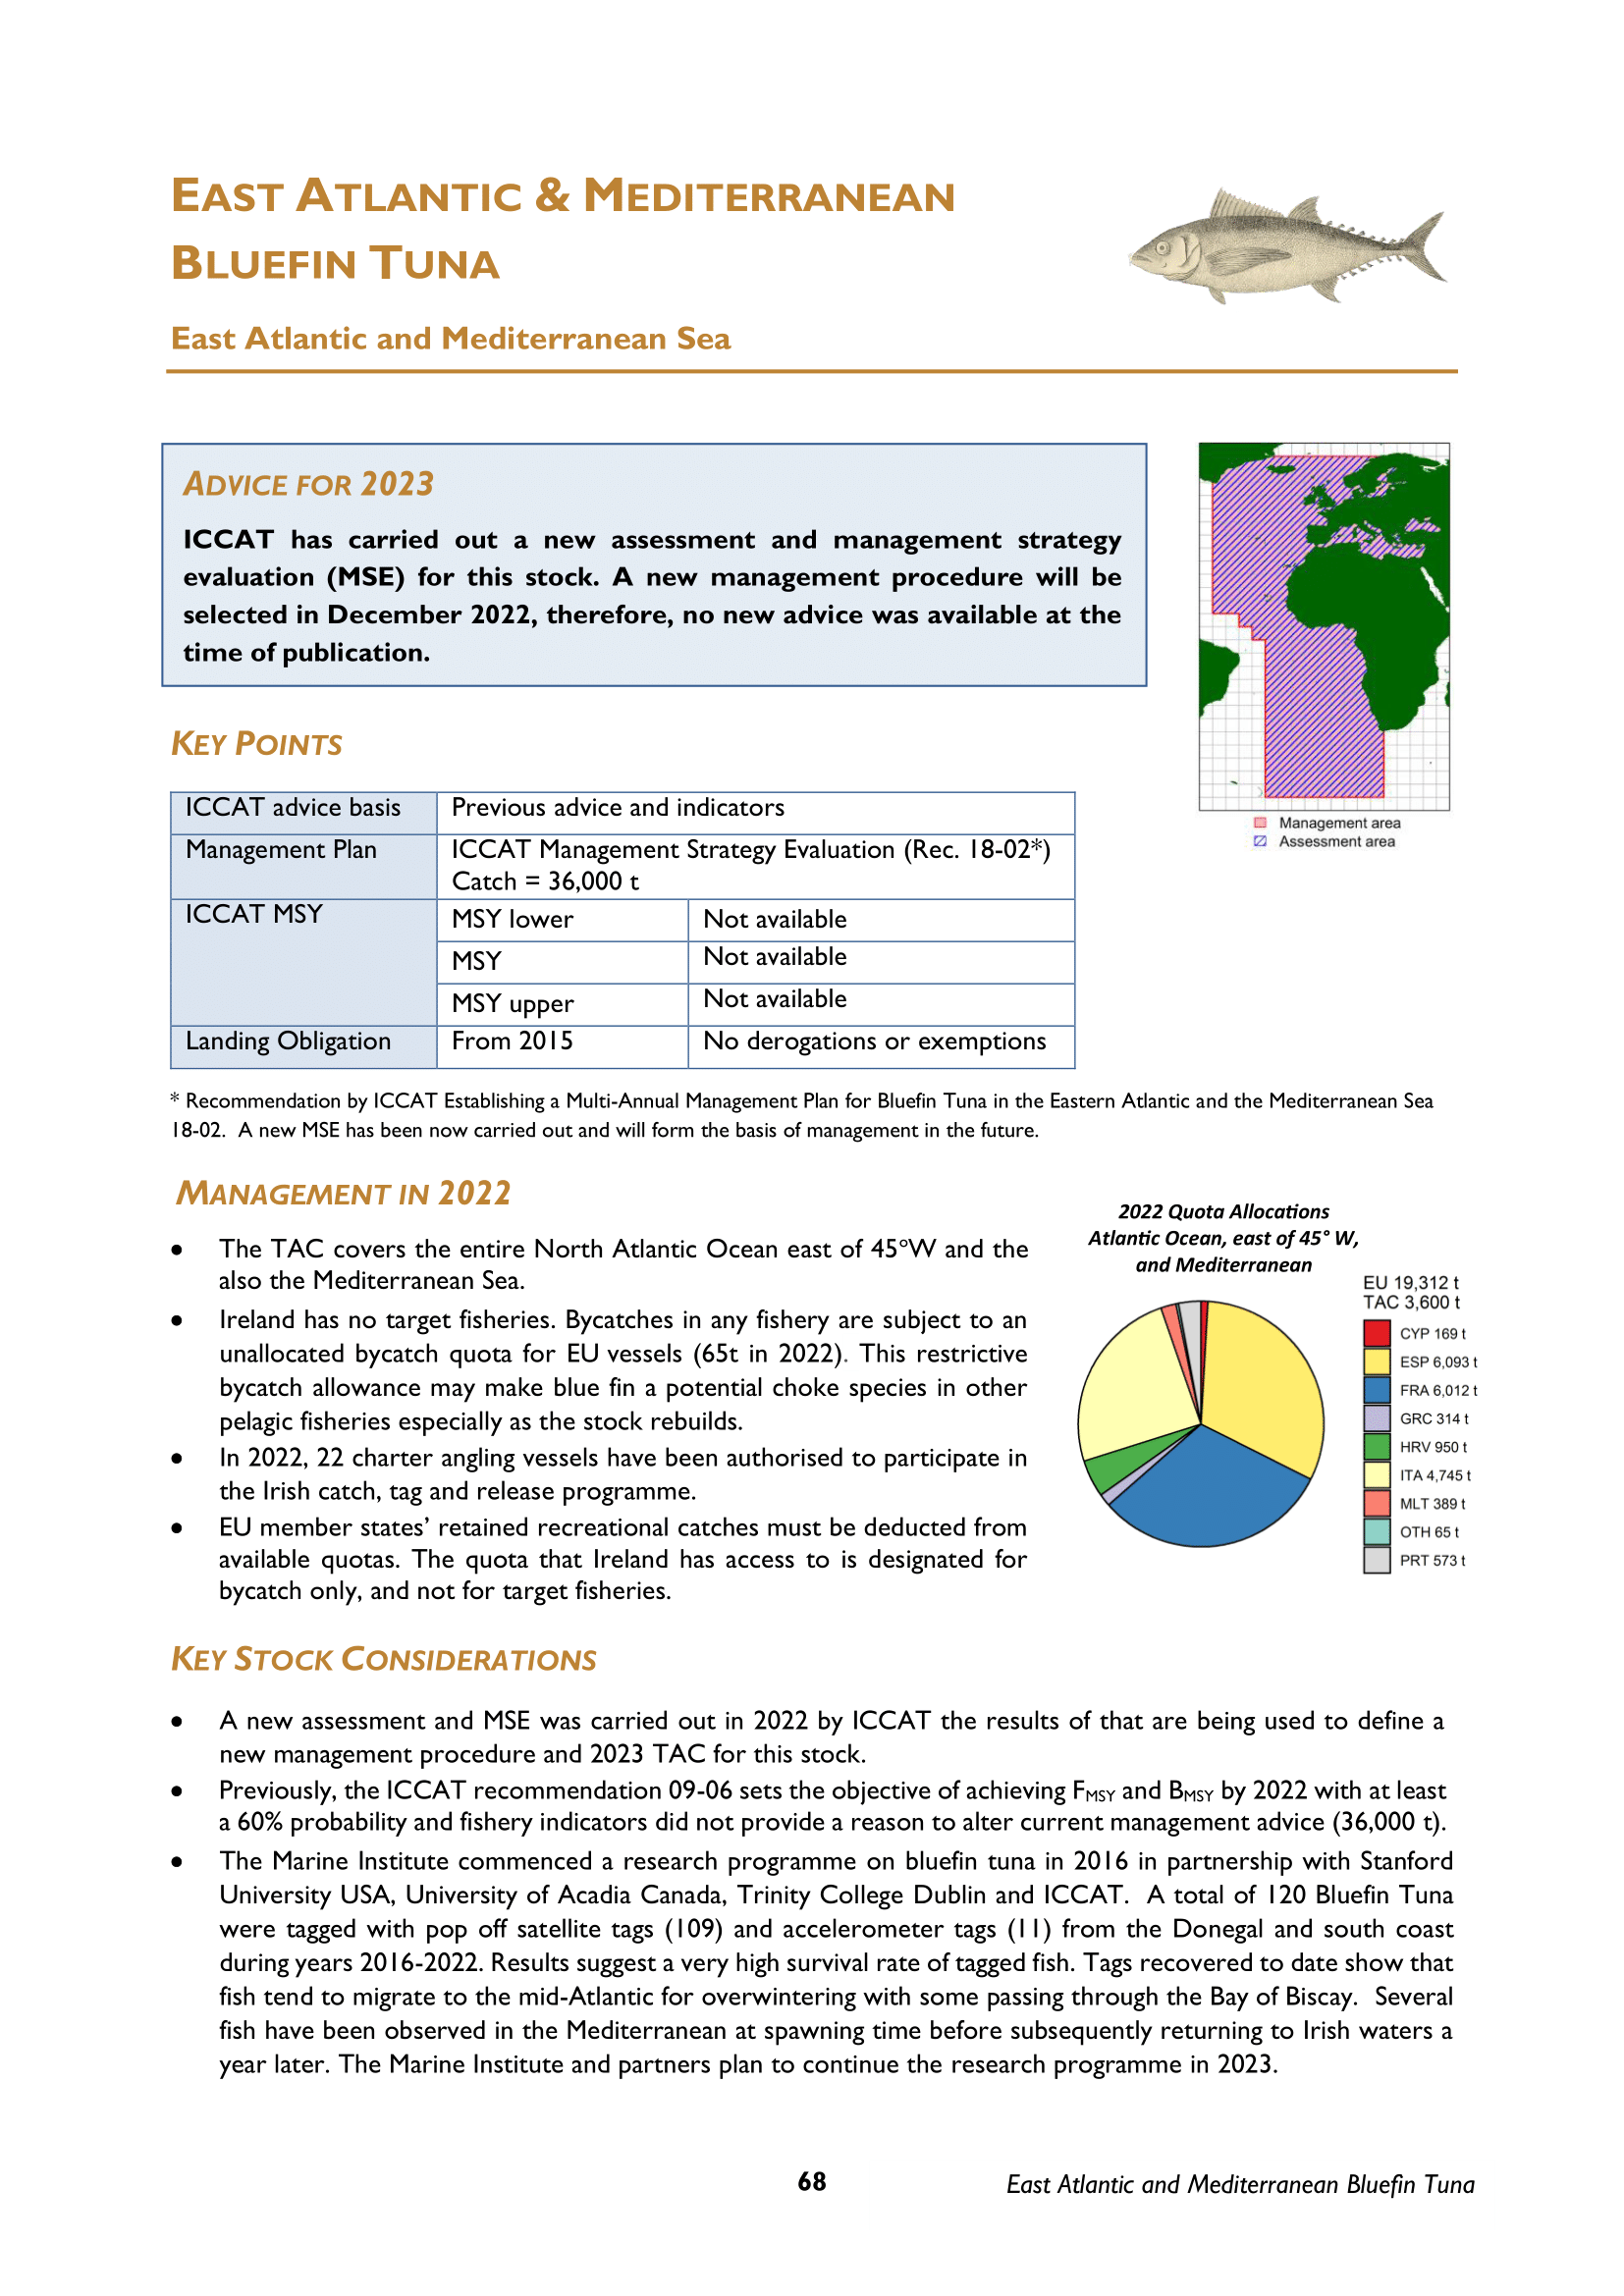 EAST ATLANTIC & MEDITERRANEAN
BLUEFIN TUNA
East Atlantic and Mediterranean Sea
ADVICE FOR 2023
ICCAT has carried out a new assessment and management strategy
evaluation (MSE) for this stock. A new management procedure will be
selected in December 2022, therefore, no new advice was available at the
time of publication.
Management area
Assessment area
KEY POINTS
ICCAT advice basis Previous advice and indicators
Management Plan ICCAT Management Strategy Evaluation (Rec. 18-02*)
Catch = 36,000 t
ICCAT MSY MSY lower Not available
MSY Not available
MSY upper Not available
Landing Obligation From 2015 No derogations or exemptions
* Recommendation by ICCAT Establishing a Multi-Annual Management Plan for Bluefin Tuna in the Eastern Atlantic and the Mediterranean Sea
18-02. A new MSE has been now carried out and will form the basis of management in the future.
MANAGEMENT IN 2022
• The TAC covers the entire North Atlantic Ocean east of 45°W and the
also the Mediterranean Sea.
• Ireland has no target fisheries. Bycatches in any fishery are subject to an
unallocated bycatch quota for EU vessels (65t in 2022). This restrictive
bycatch allowance may make blue fin a potential choke species in other
pelagic fisheries especially as the stock rebuilds.
• In 2022, 22 charter angling vessels have been authorised to participate in
the Irish catch, tag and release programme.
• EU member states' retained recreational catches must be deducted from
available quotas. The quota that Ireland has access to is designated for
bycatch only, and not for target fisheries.
2022 Quota Allocations
Atlantic Ocean, east of 45° W,
and Mediterranean
EU 19,312 t
TAC 3,600 t
CYP 169 t
ESP 6,093 t
FRA 6,012 t
GRC 314 t
HRV 950 t
ITA 4,745 t
MLT 389 t
OTH 65 t
PRT 573 t
KEY STOCK CONSIDERATIONS
• A new assessment and MSE was carried out in 2022 by ICCAT the results of that are being used to define a
new management procedure and 2023 TAC for this stock.
• Previously, the ICCAT recommendation 09-06 sets the objective of achieving FMSY and BMSY by 2022 with at least
a 60% probability and fishery indicators did not provide a reason to alter current management advice (36,000 t).
• The Marine Institute commenced a research programme on bluefin tuna in 2016 in partnership with Stanford
University USA, University of Acadia Canada, Trinity College Dublin and ICCAT. A total of 120 Bluefin Tuna
were tagged with pop off satellite tags (109) and accelerometer tags (11) from the Donegal and south coast
during years 2016-2022. Results suggest a very high survival rate of tagged fish. Tags recovered to date show that
fish tend to migrate to the mid-Atlantic for overwintering with some passing through the Bay of Biscay. Several
fish have been observed in the Mediterranean at spawning time before subsequently returning to Irish waters a
year later. The Marine Institute and partners plan to continue the research programme in 2023.
68 East Atlantic and Mediterranean Bluefin Tuna